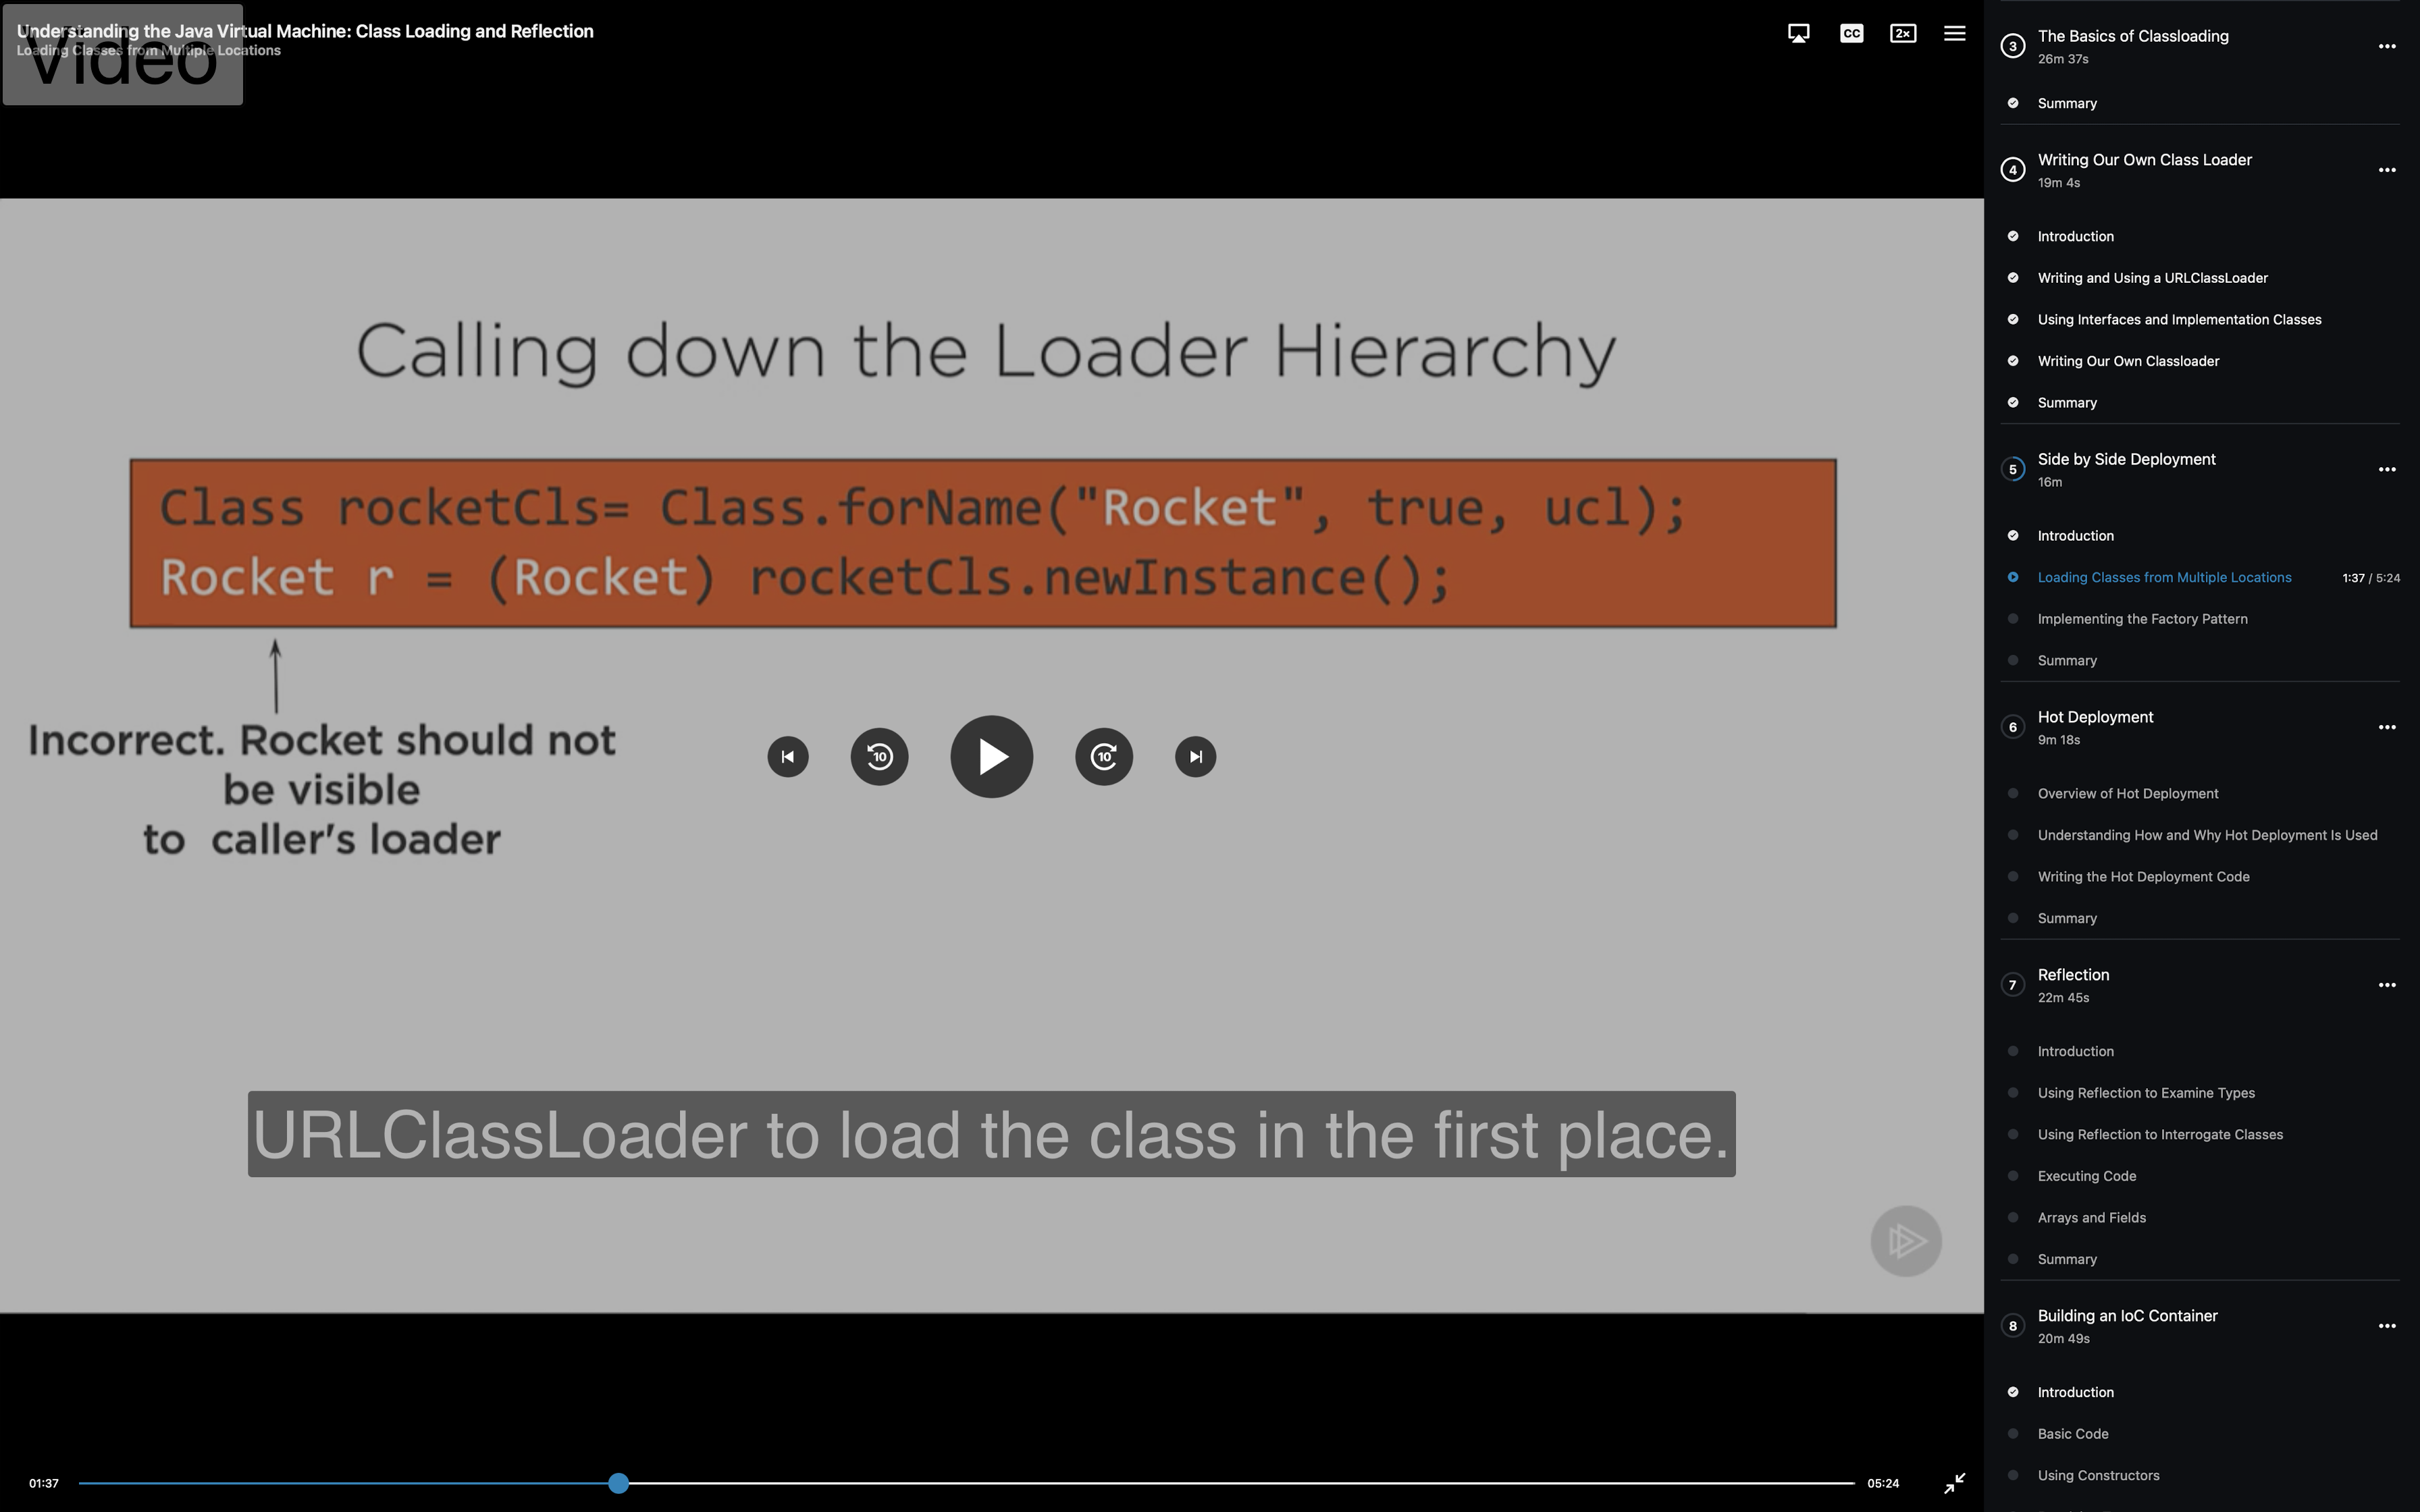 Understanding the Java Virtual Machine: Class Loading and Reflection
Loading Classes from Multiple Locations
Video
CC
2x
Calling down the Loader Hierarchy
Class rocketCls= Class.forName("Rocket", true, ucl);
Rocket r = (Rocket) rocketCls.newInstance();
Incorrect. Rocket should not
be visible
to caller's loader
10
10
URLClassLoader to load the class in the first place.
01:37
05:24
3
The Basics of Classloading
26m 37s
Summary
4
Writing Our Own Class Loader
19m 4s
Introduction
Writing and Using a URLClassLoader
Using Interfaces and Implementation Classes
Writing Our Own Classloader
Summary
5
Side by Side Deployment
16m
Introduction
Loading Classes from Multiple Locations 1:37 / 5:24
Implementing the Factory Pattern
Summary
6
Hot Deployment
9m 18s
Overview of Hot Deployment
Understanding How and Why Hot Deployment Is Used
Writing the Hot Deployment Code
Summary
7
Reflection
22m 45s
Introduction
Using Reflection to Examine Types
Using Reflection to Interrogate Classes
Executing Code
Arrays and Fields
Summary
8
Building an IoC Container
20m 49s
Introduction
Basic Code
Using Constructors